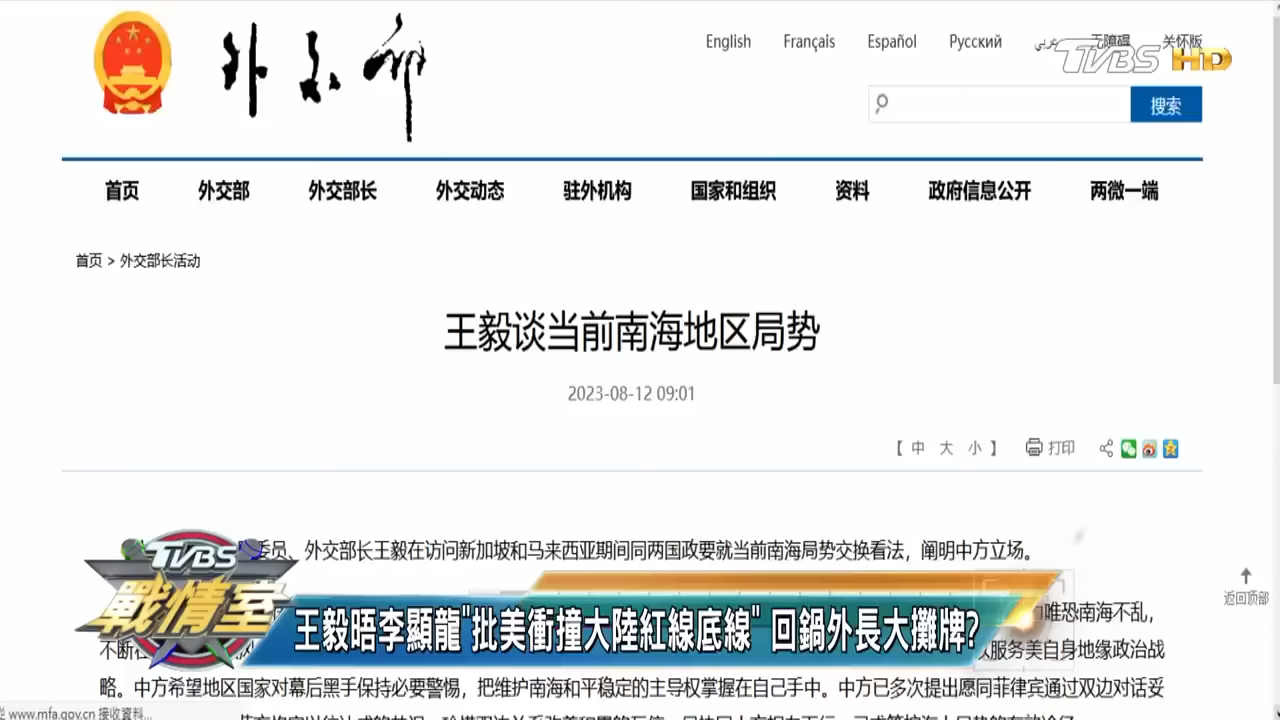 外交部
English Français Español Русский عربي 无障碍 关怀版
TVBS HD
搜索
首页 外交部 外交部长 外交动态 驻外机构 国家和组织 资料 政府信息公开 两微一端
首页 > 外交部长活动
王毅谈当前南海地区局势
2023-08-12 09:01
【 中 大 小 】 打印
委员、外交部长王毅在访问新加坡和马来西亚期间同两国政要就当前南海局势交换看法，阐明中方立场。
TVBS
戰情室
返回顶部
唯恐南海不乱，
王毅晤李顯龍"批美衝撞大陸紅線底線" 回鍋外長大攤牌?
不断在
服务美自身地缘政治战
略。中方希望地区国家对幕后黑手保持必要警惕，把维护南海和平稳定的主导权掌握在自己手中。中方已多次提出愿同菲律宾通过双边对话妥
www.mfa.gov.cn 接收資料...